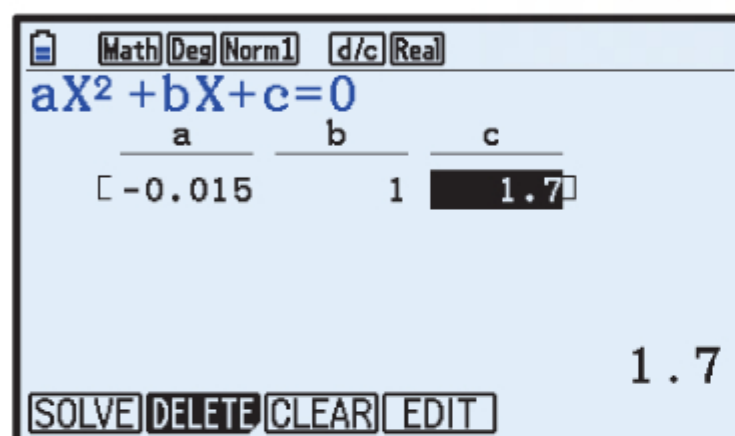 Math Deg Norm1 d/c Real
aX² +bX+c=0
a b c
[ -0.015 1 1.7 ]
1.7
SOLVE DELETE CLEAR EDIT